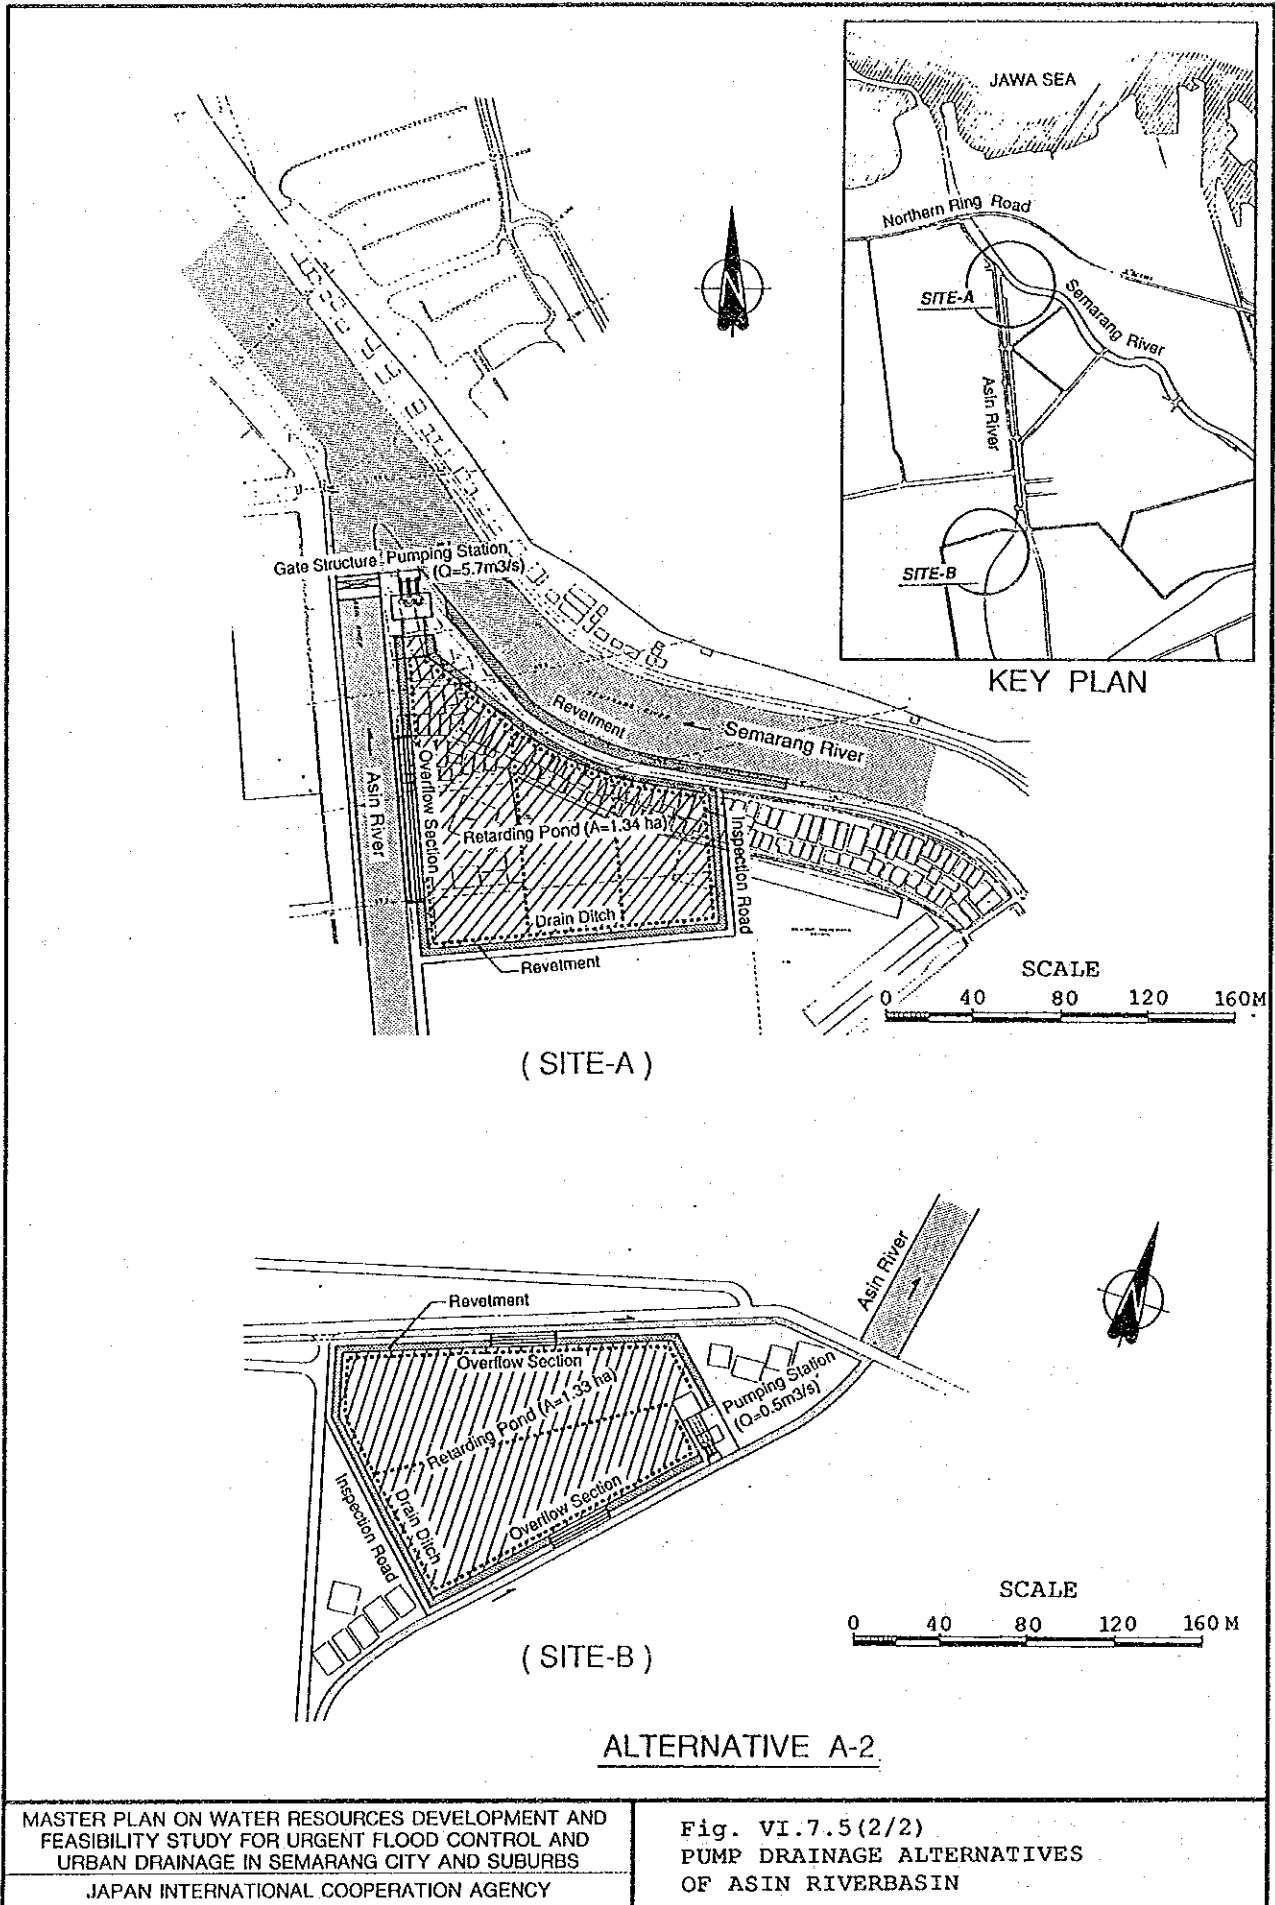 JAWA SEA
Northern Ring Road
SITE-A
Semarang River
Asin River
SITE-B
KEY PLAN
N
Gate Structure
Pumping Station
(Q=5.7m3/s)
Revetment
Semarang River
Asin River
Overflow Section
Retarding Pond (A=1.34 ha)
Inspection Road
Drain Ditch
Revetment
SCALE
0 40 80 120 160M
( SITE-A )
N
Asin River
Revetment
Overflow Section
Pumping Station
(Q=0.5m3/s)
Retarding Pond (A=1.33 ha)
Inspection Road
Drain Ditch
Overflow Section
SCALE
0 40 80 120 160 M
( SITE-B )
ALTERNATIVE A-2
MASTER PLAN ON WATER RESOURCES DEVELOPMENT AND
FEASIBILITY STUDY FOR URGENT FLOOD CONTROL AND
URBAN DRAINAGE IN SEMARANG CITY AND SUBURBS
JAPAN INTERNATIONAL COOPERATION AGENCY
Fig. VI.7.5(2/2)
PUMP DRAINAGE ALTERNATIVES
OF ASIN RIVERBASIN